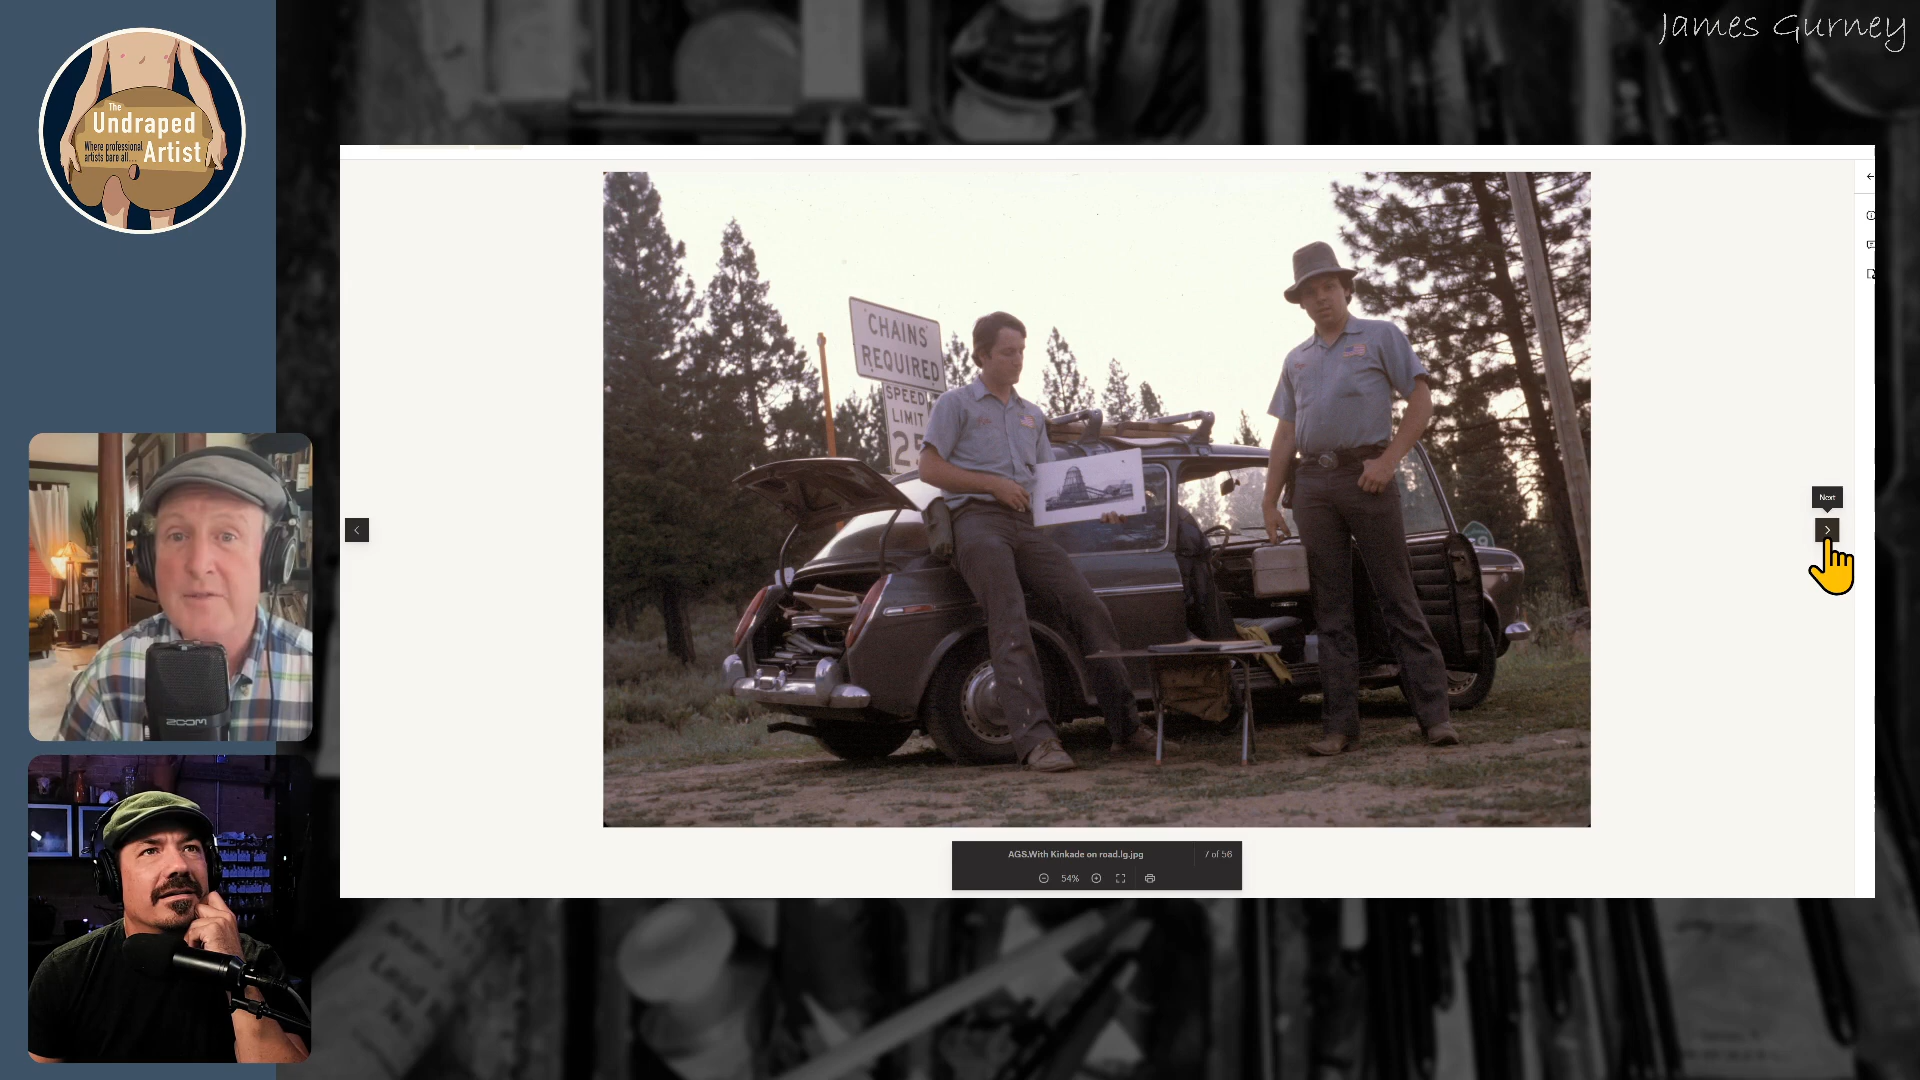 James Gurney
The
Undraped
Where professional
artists bare all...
Artist
CHAINS
REQUIRED
SPEED
LIMIT
25
Next
ZOOM
AGS.With Kinkade on road.lg.jpg
7 of 56
54%